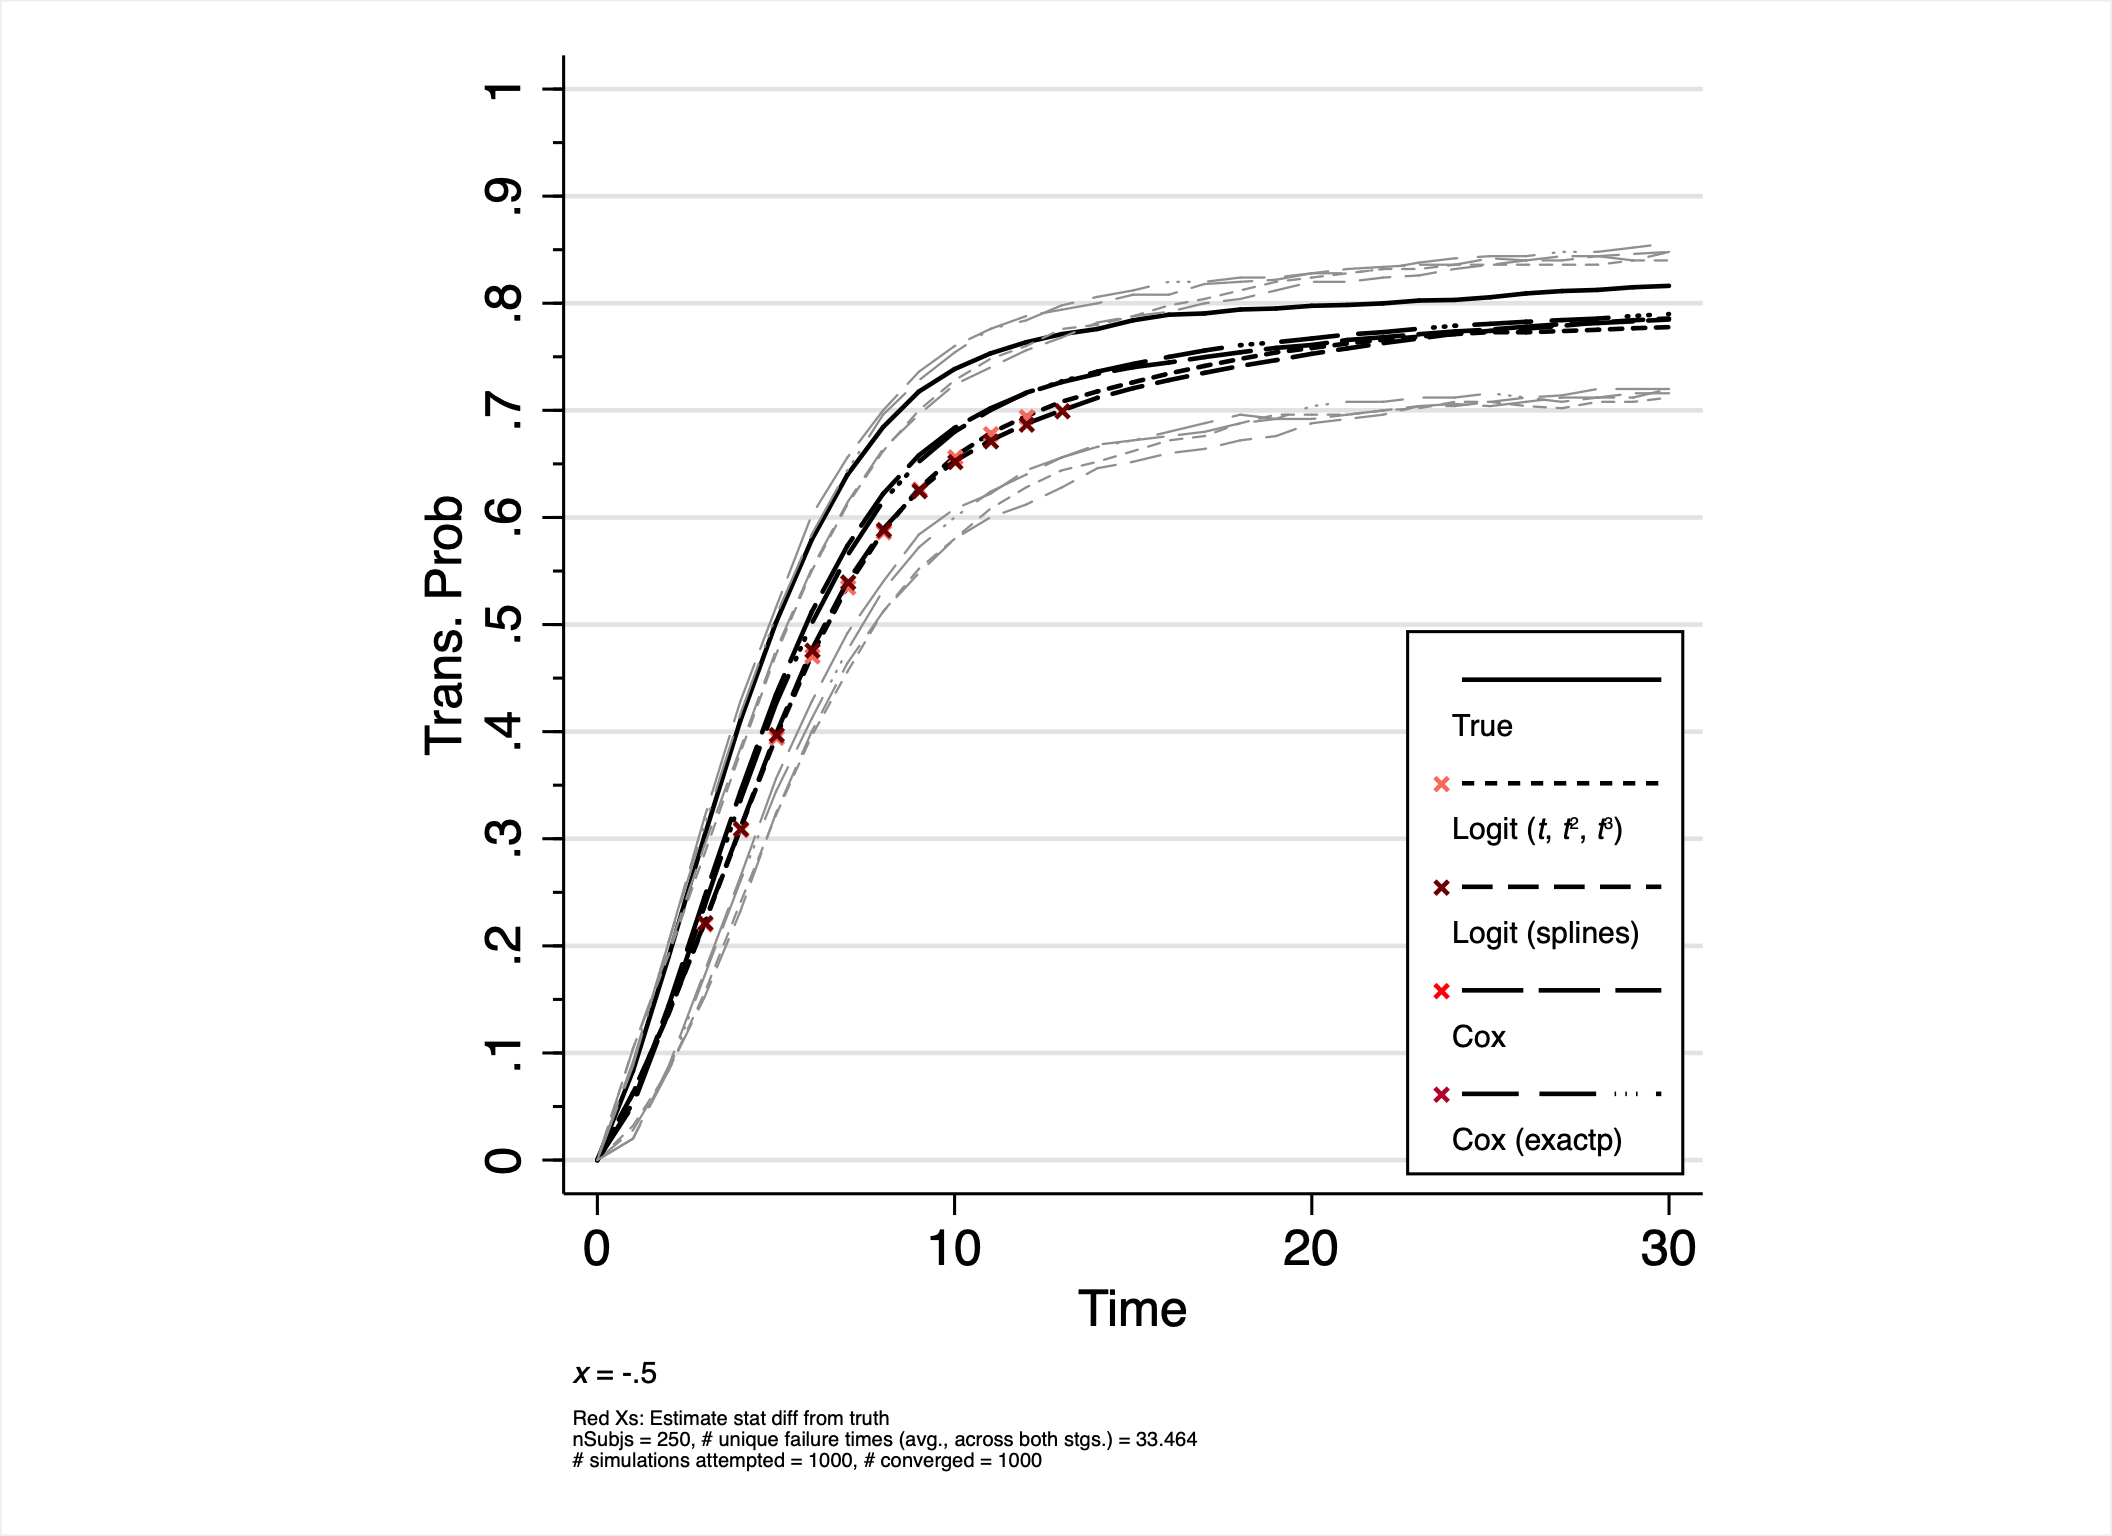 1
.9
.8
.7
.6
.5
.4
.3
.2
.1
0
Trans. Prob
True
Logit (t, t², t³)
Logit (splines)
Cox
Cox (exactp)
0 10 20 30
Time
x = -.5
Red Xs: Estimate stat diff from truth
nSubjs = 250, # unique failure times (avg., across both stgs.) = 33.464
# simulations attempted = 1000, # converged = 1000